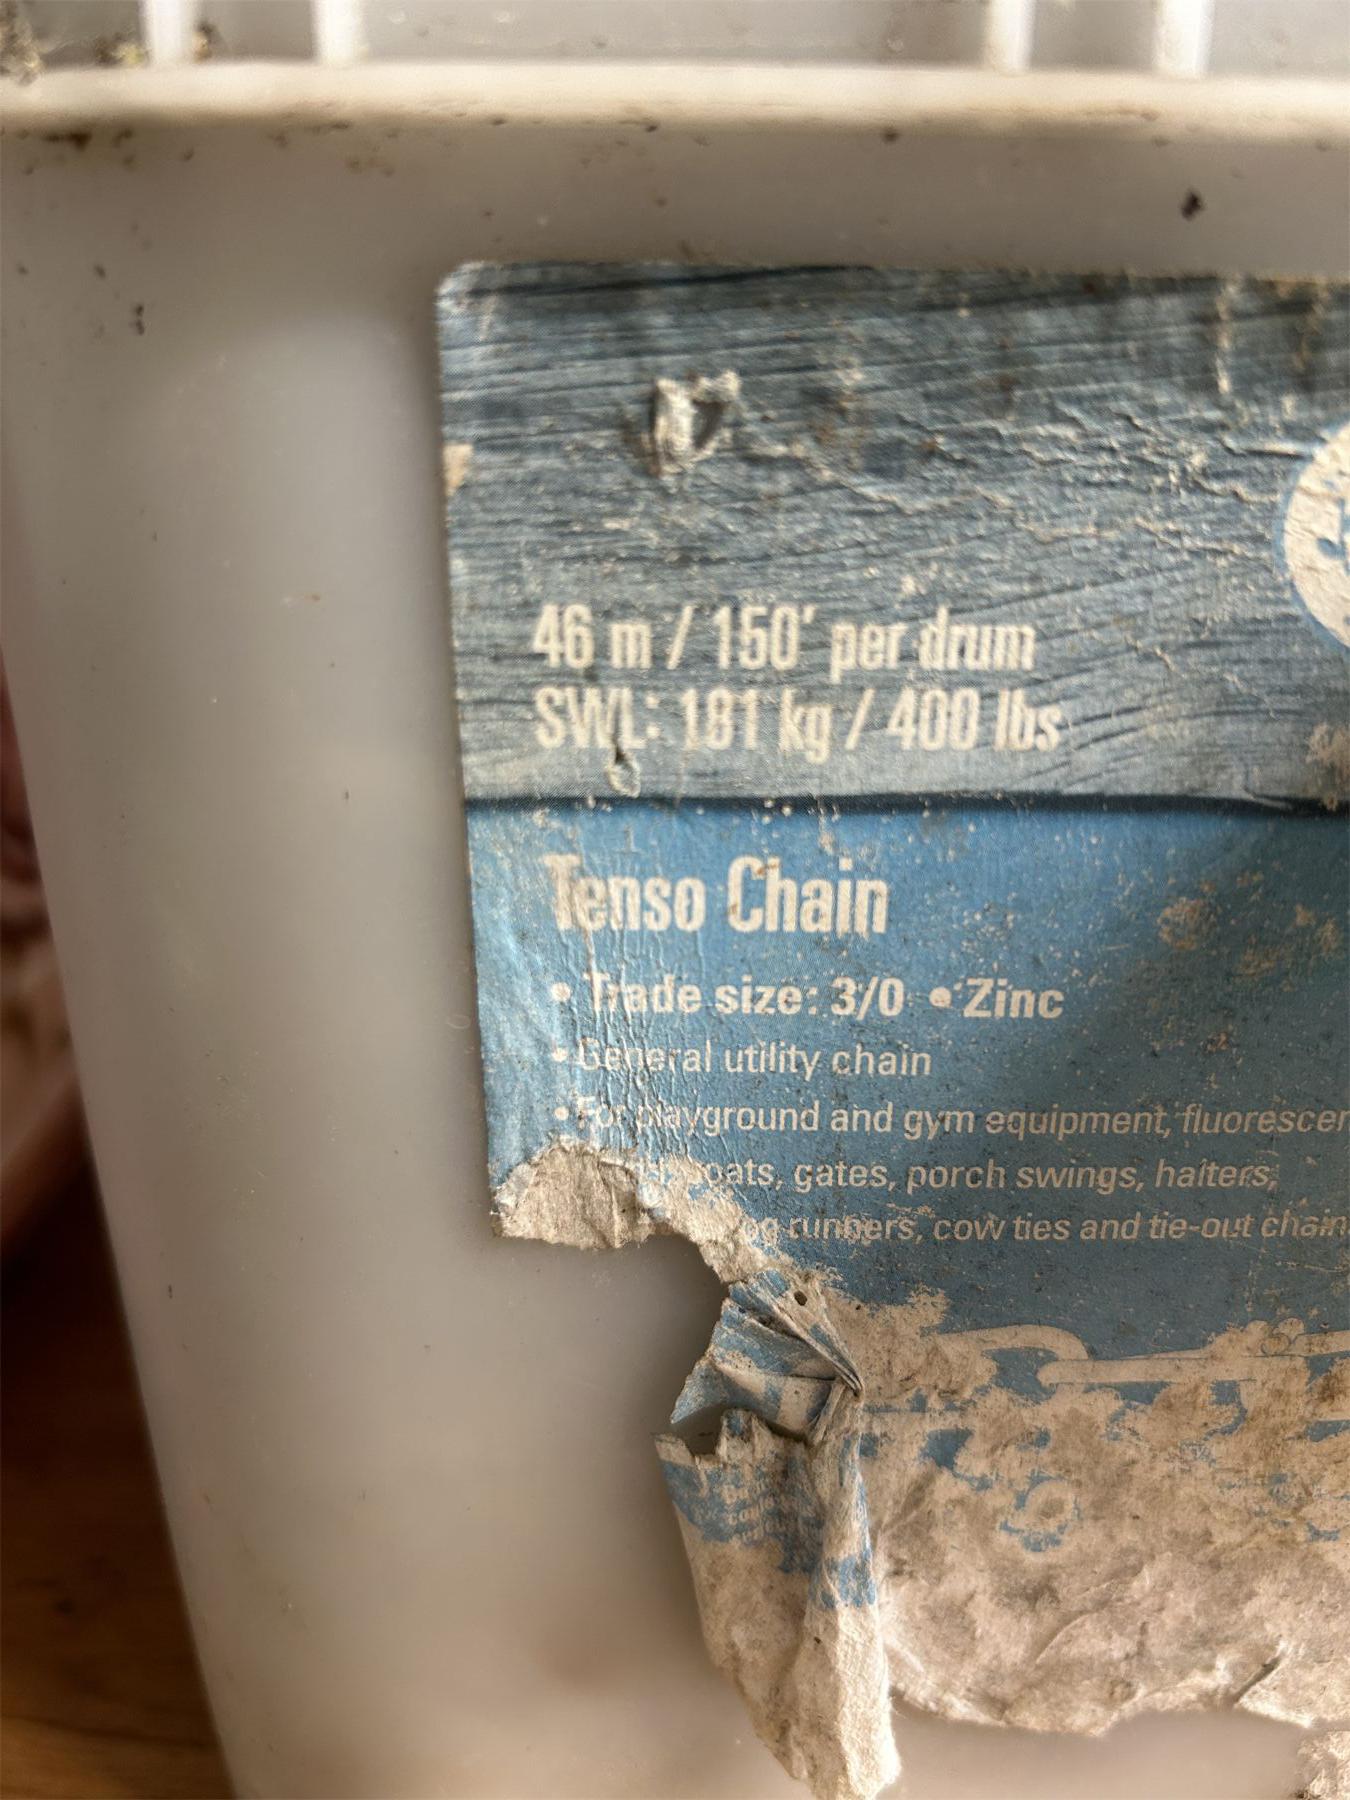 46 m / 150' per drum
SWL: 181 kg / 400 lbs
Tenso Chain
• Trade size: 3/0 • Zinc
• General utility chain
• For playground and gym equipment, fluorescen
oats, gates, porch swings, halters,
og runners, cow ties and tie-out chain